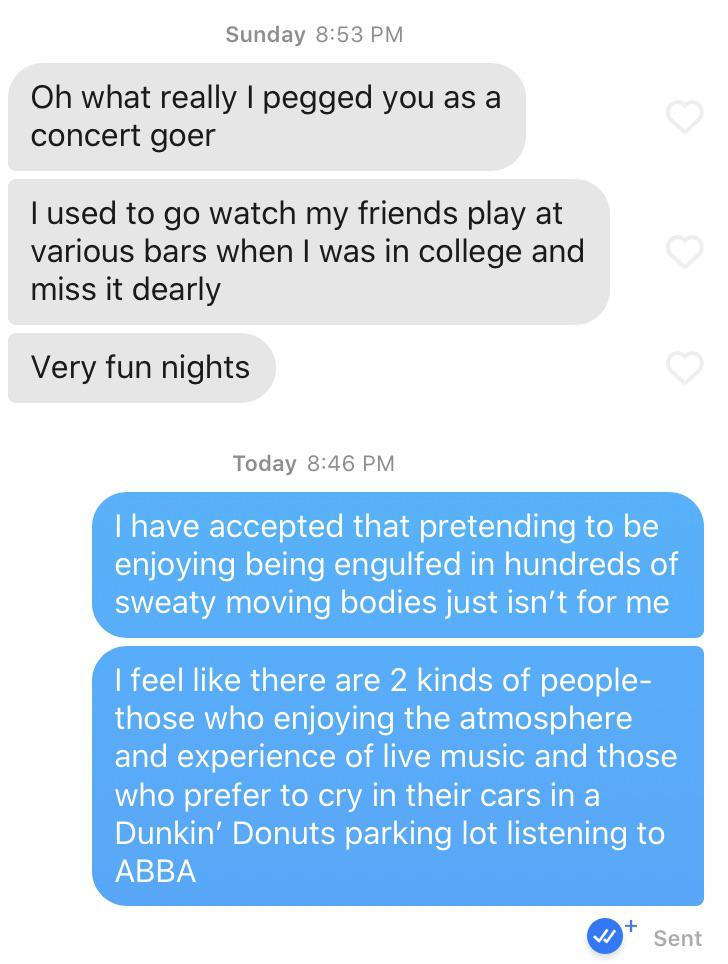 Sunday 8:53 PM
Oh what really I pegged you as a
concert goer
I used to go watch my friends play at
various bars when I was in college and
miss it dearly
Very fun nights
Today 8:46 PM
I have accepted that pretending to be
enjoying being engulfed in hundreds of
sweaty moving bodies just isn’t for me
I feel like there are 2 kinds of people-
those who enjoying the atmosphere
and experience of live music and those
who prefer to cry in their cars in a
Dunkin’ Donuts parking lot listening to
ABBA
Sent